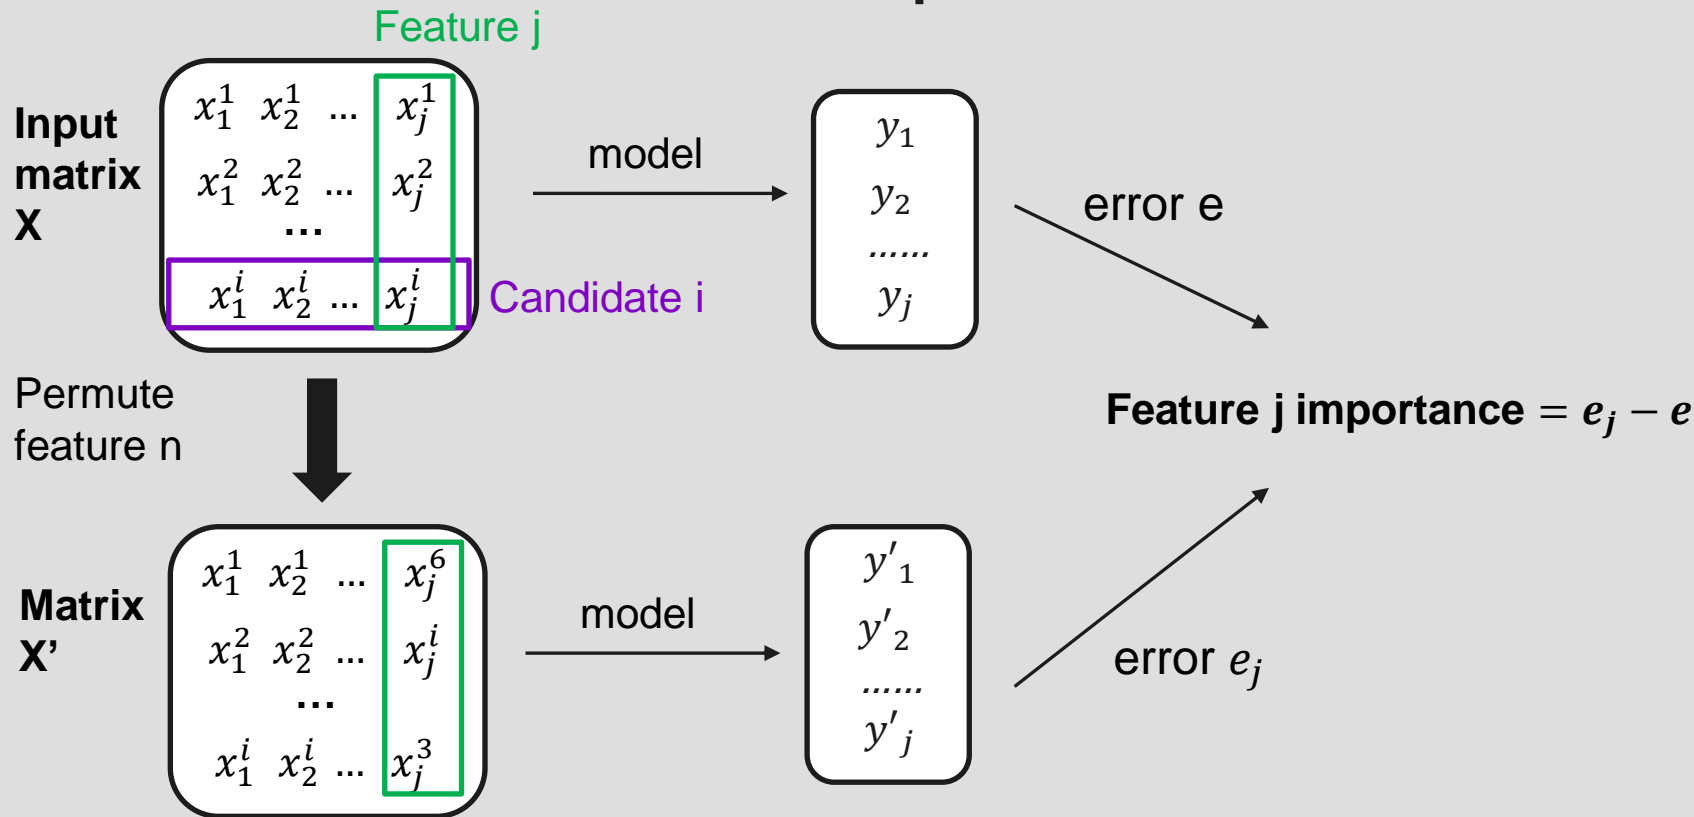 Feature j
Input
matrix
X
x_1^1 x_2^1 ... x_j^1
x_1^2 x_2^2 ... x_j^2
...
x_1^i x_2^i ... x_j^i
Candidate i
model
y_1
y_2
......
y_j
error e
Permute
feature n
Feature j importance = e_j − e
Matrix
X’
x_1^1 x_2^1 ... x_j^6
x_1^2 x_2^2 ... x_j^i
...
x_1^i x_2^i ... x_j^3
model
y'_1
y'_2
......
y'_j
error e_j